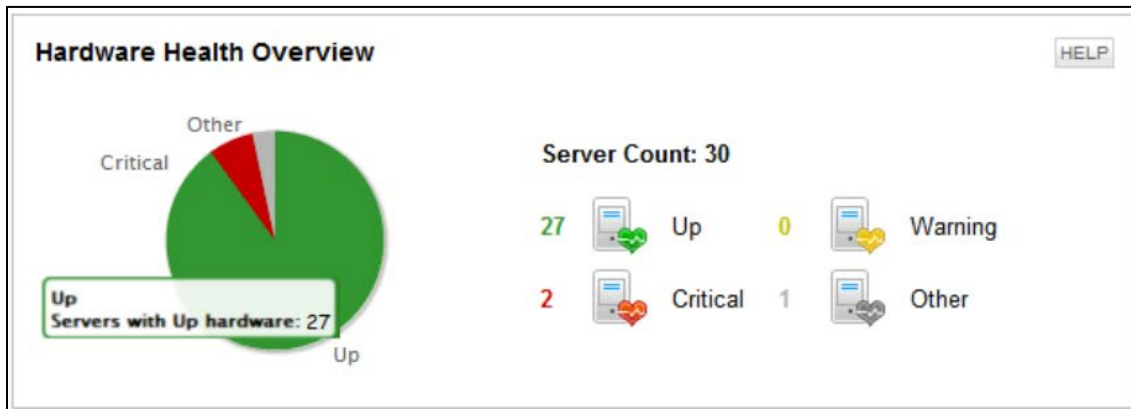 Hardware Health Overview
HELP
Other
Critical
Up
Servers with Up hardware: 27
Up
Server Count: 30
27 Up 0 Warning
2 Critical 1 Other